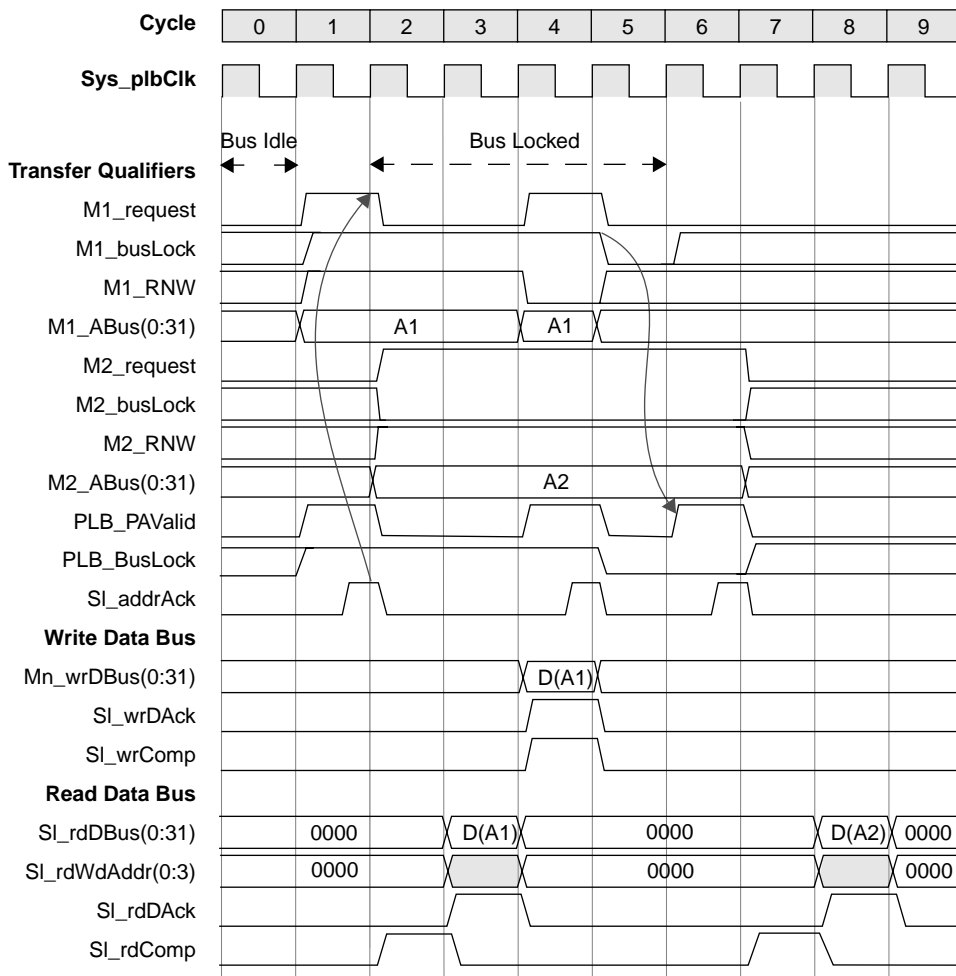 Cycle 0 1 2 3 4 5 6 7 8 9
Sys_plbClk
Bus Idle Bus Locked
Transfer Qualifiers
M1_request
M1_busLock
M1_RNW
M1_ABus(0:31) A1 A1
M2_request
M2_busLock
M2_RNW
M2_ABus(0:31) A2
PLB_PAValid
PLB_BusLock
Sl_addrAck
Write Data Bus
Mn_wrDBus(0:31) D(A1)
Sl_wrDAck
Sl_wrComp
Read Data Bus
Sl_rdDBus(0:31) 0000 D(A1) 0000 D(A2) 0000
Sl_rdWdAddr(0:3) 0000 0000 0000
Sl_rdDAck
Sl_rdComp